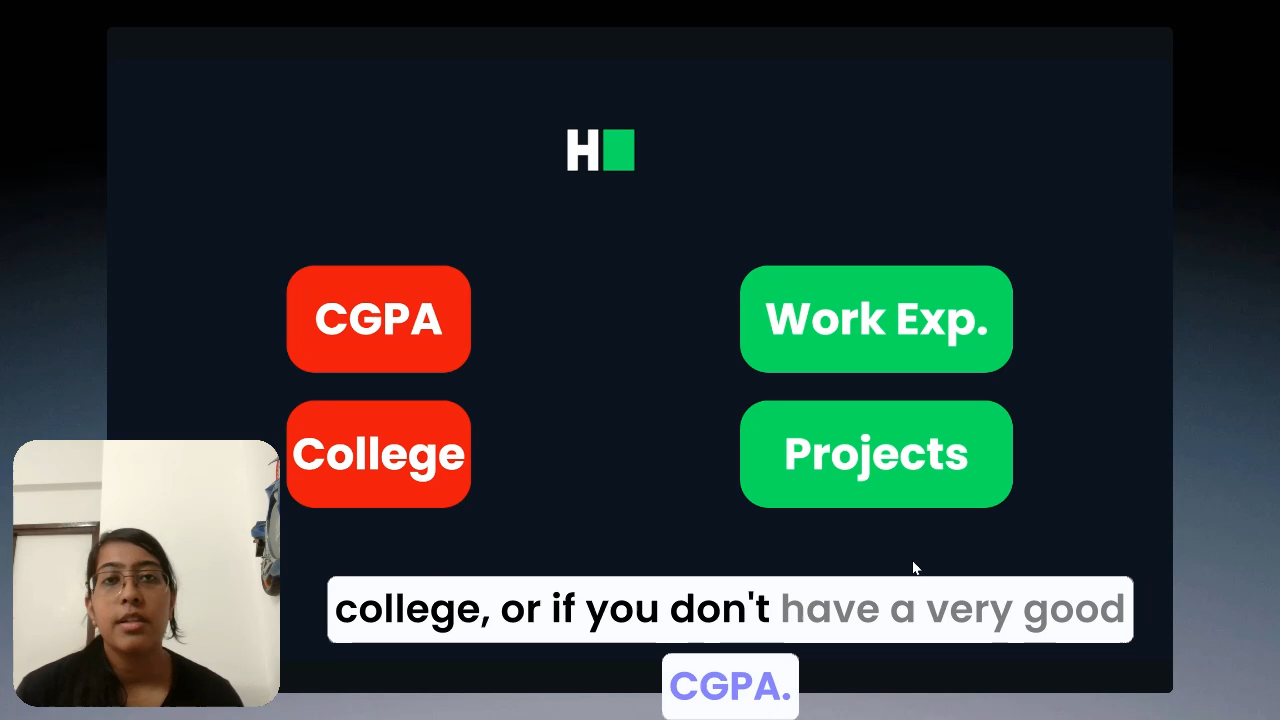 H
CGPA
Work Exp.
College
Projects
college, or if you don't have a very good
CGPA.